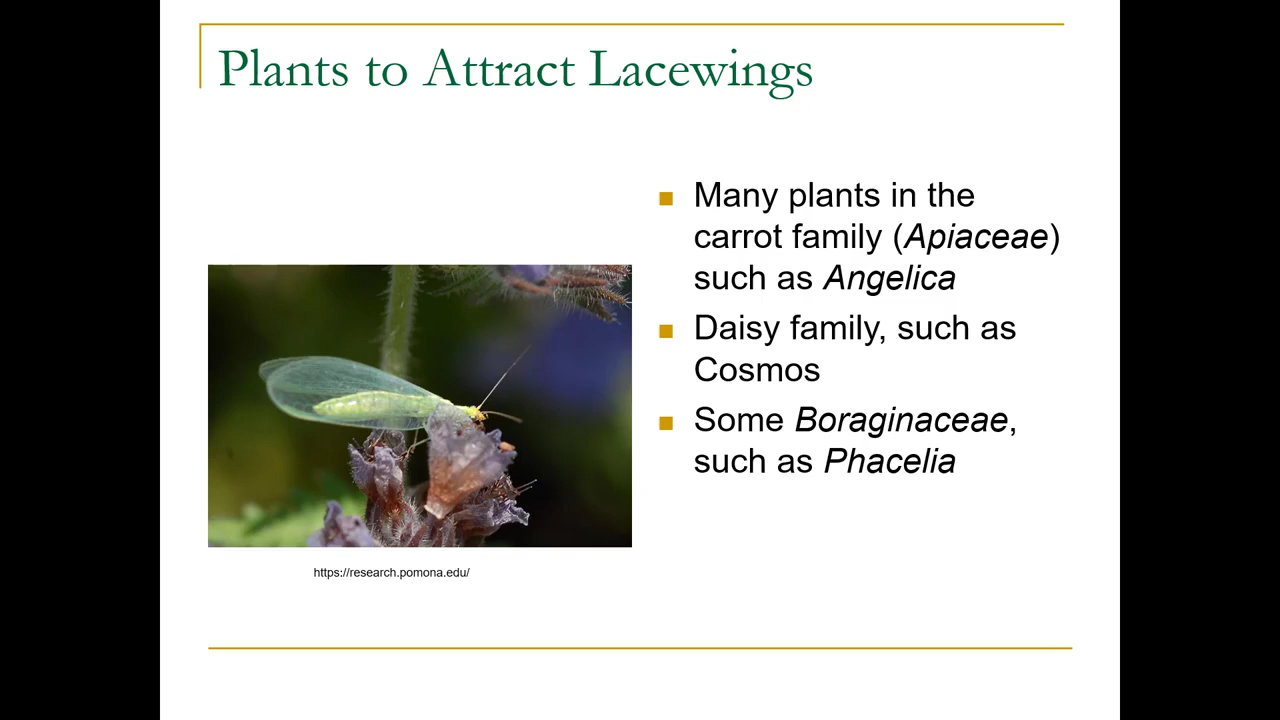 Plants to Attract Lacewings
Many plants in the
carrot family (Apiaceae)
such as Angelica
Daisy family, such as
Cosmos
Some Boraginaceae,
such as Phacelia
https://research.pomona.edu/